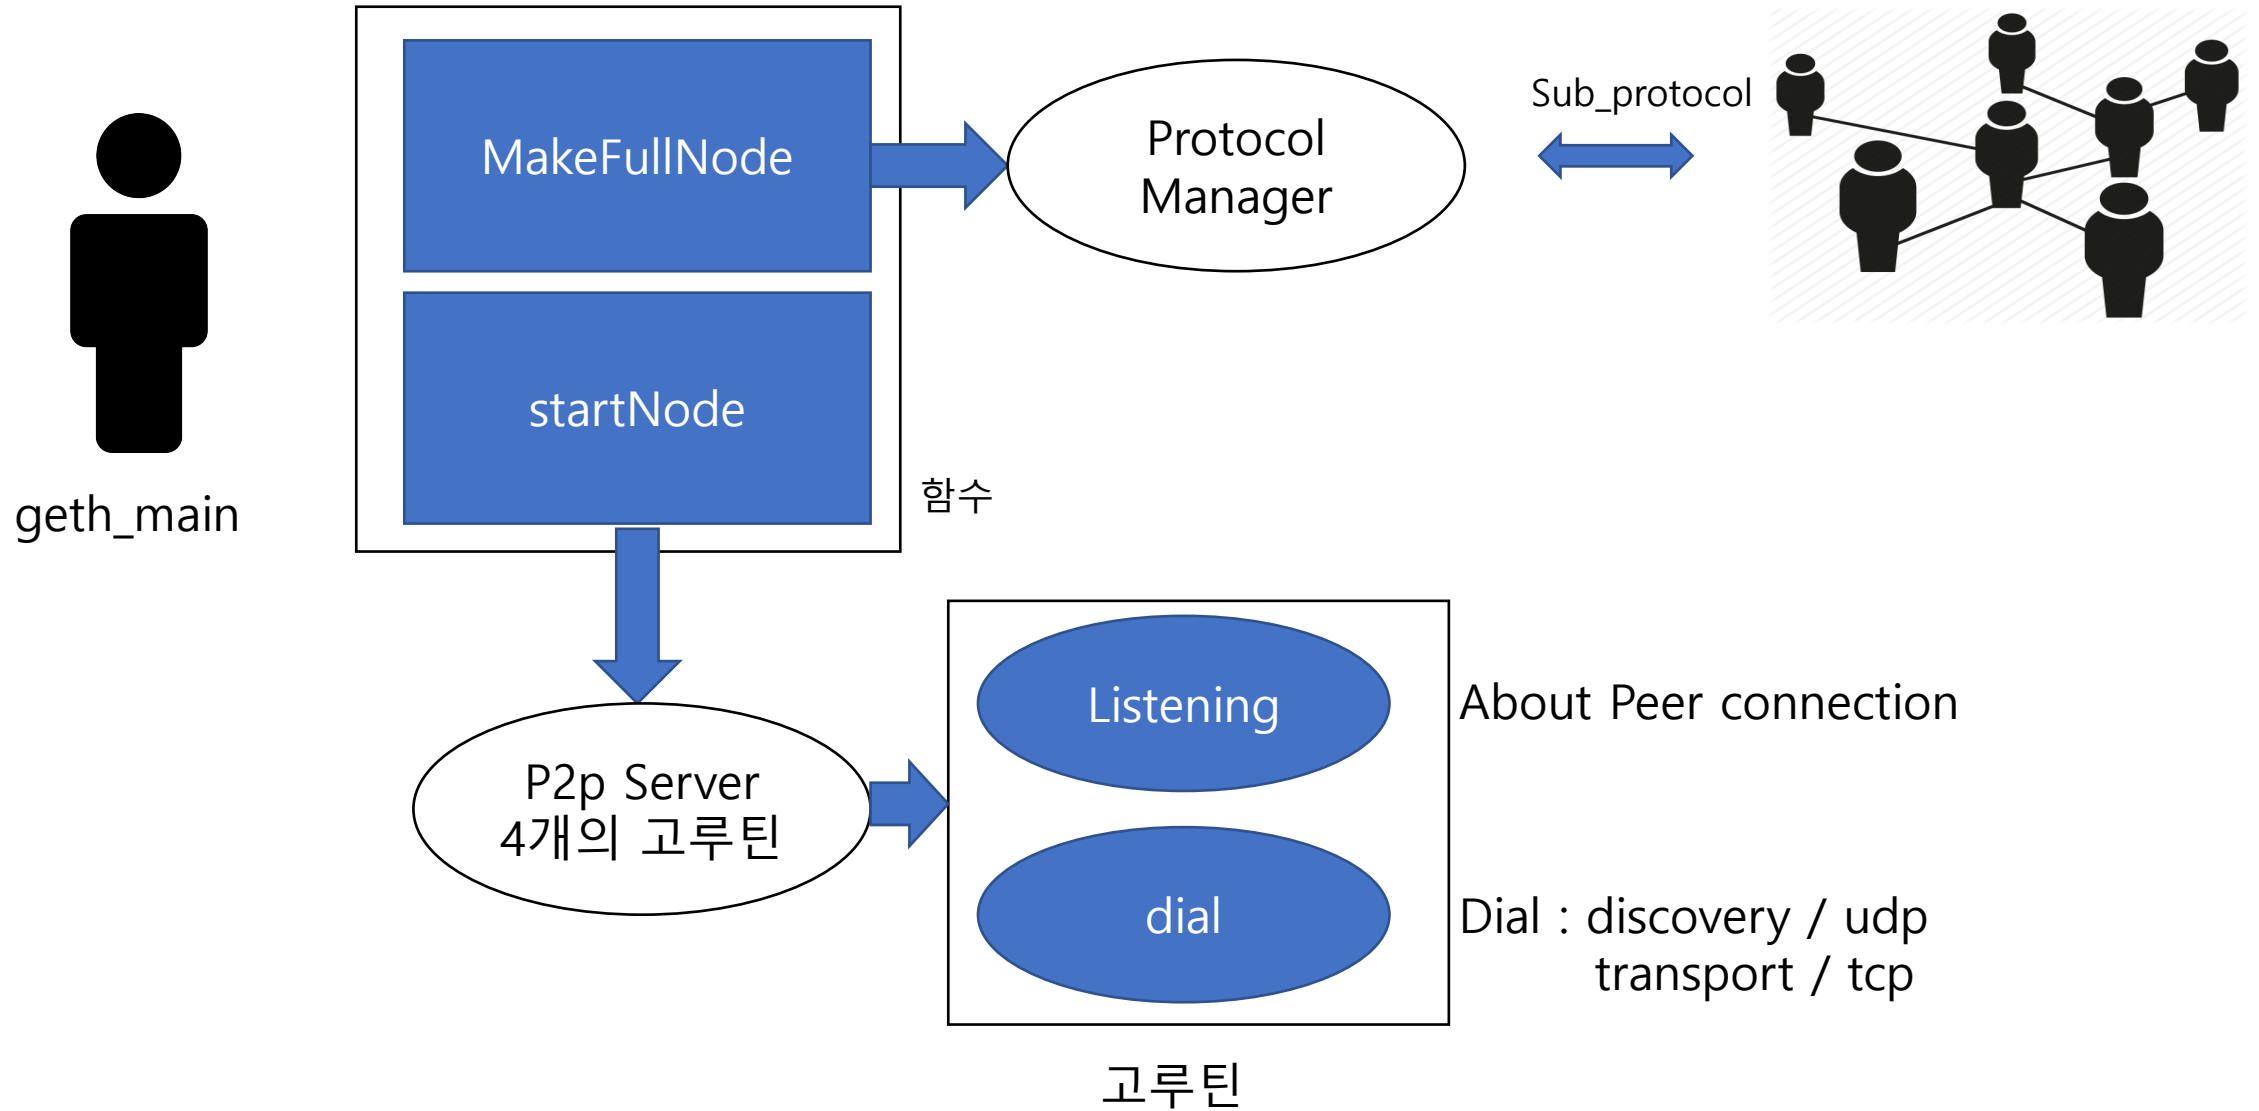 geth_main
MakeFullNode
startNode
함수
Protocol
Manager
Sub_protocol
P2p Server
4개의 고루틴
Listening
dial
About Peer connection
Dial : discovery / udp
transport / tcp
고루틴